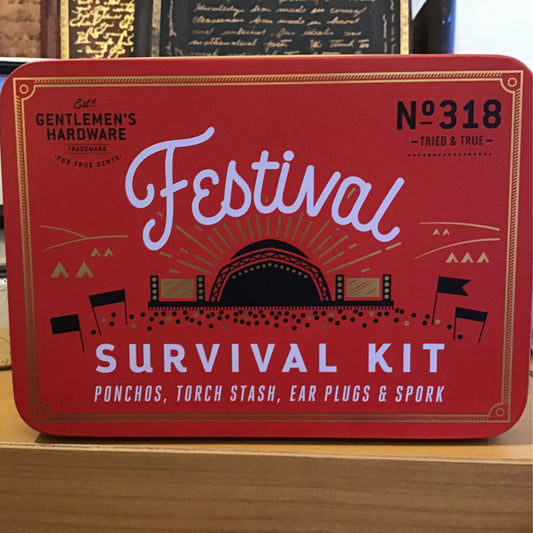 Est^d
GENTLEMEN'S
HARDWARE
TRADEMARK
·FOR TRUE GENTS·
Nº318
–TRIED & TRUE–
Festival
SURVIVAL KIT
PONCHOS, TORCH STASH, EAR PLUGS & SPORK